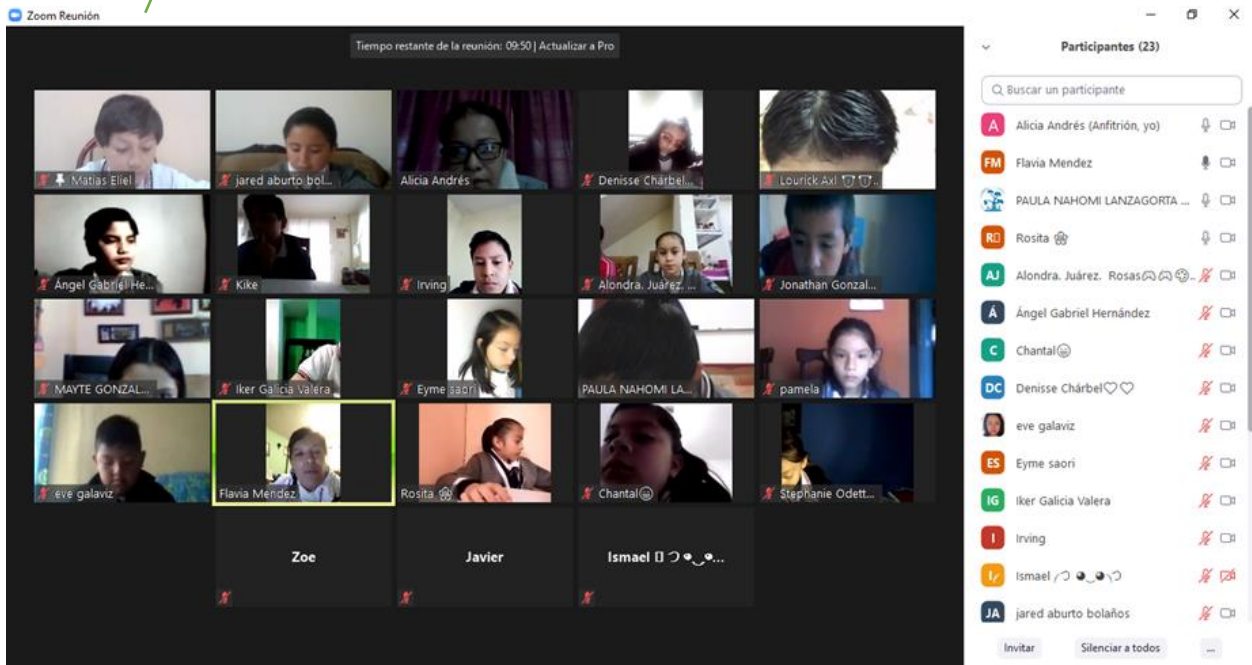 Zoom Reunión
Tiempo restante de la reunión: 09:50 | Actualizar a Pro
Matias Eliel
jared aburto bol...
Alicia Andrés
Denisse Chárbel...
Lourick Axl
Ángel Gabriel He...
Kike
Irving
Alondra. Juárez. ...
Jonathan Gonzal...
MAYTE GONZAL...
Iker Galicia Valera
Eyme saori
PAULA NAHOMI LA...
pamela
eve galaviz
Flavia Mendez
Rosita
Chantal
Stephanie Odett...
Zoe
Javier
Ismael
Participantes (23)
Buscar un participante
A Alicia Andrés (Anfitrión, yo)
FM Flavia Mendez
PAULA NAHOMI LANZAGORTA ...
R Rosita
AJ Alondra. Juárez. Rosas
Á Ángel Gabriel Hernández
C Chantal
DC Denisse Chárbel♡♡
eve galaviz
ES Eyme saori
IG Iker Galicia Valera
I Irving
I Ismael
JA jared aburto bolaños
Invitar
Silenciar a todos
...